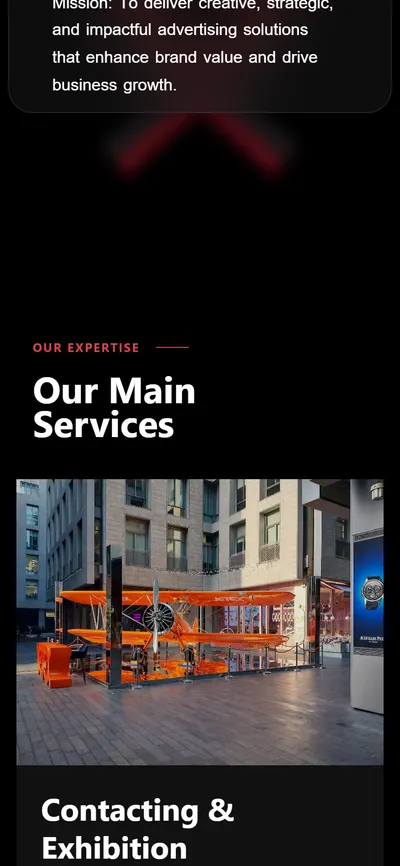 Mission: To deliver creative, strategic,
and impactful advertising solutions
that enhance brand value and drive
business growth.
OUR EXPERTISE
Our Main
Services
Contacting &
Exhibition